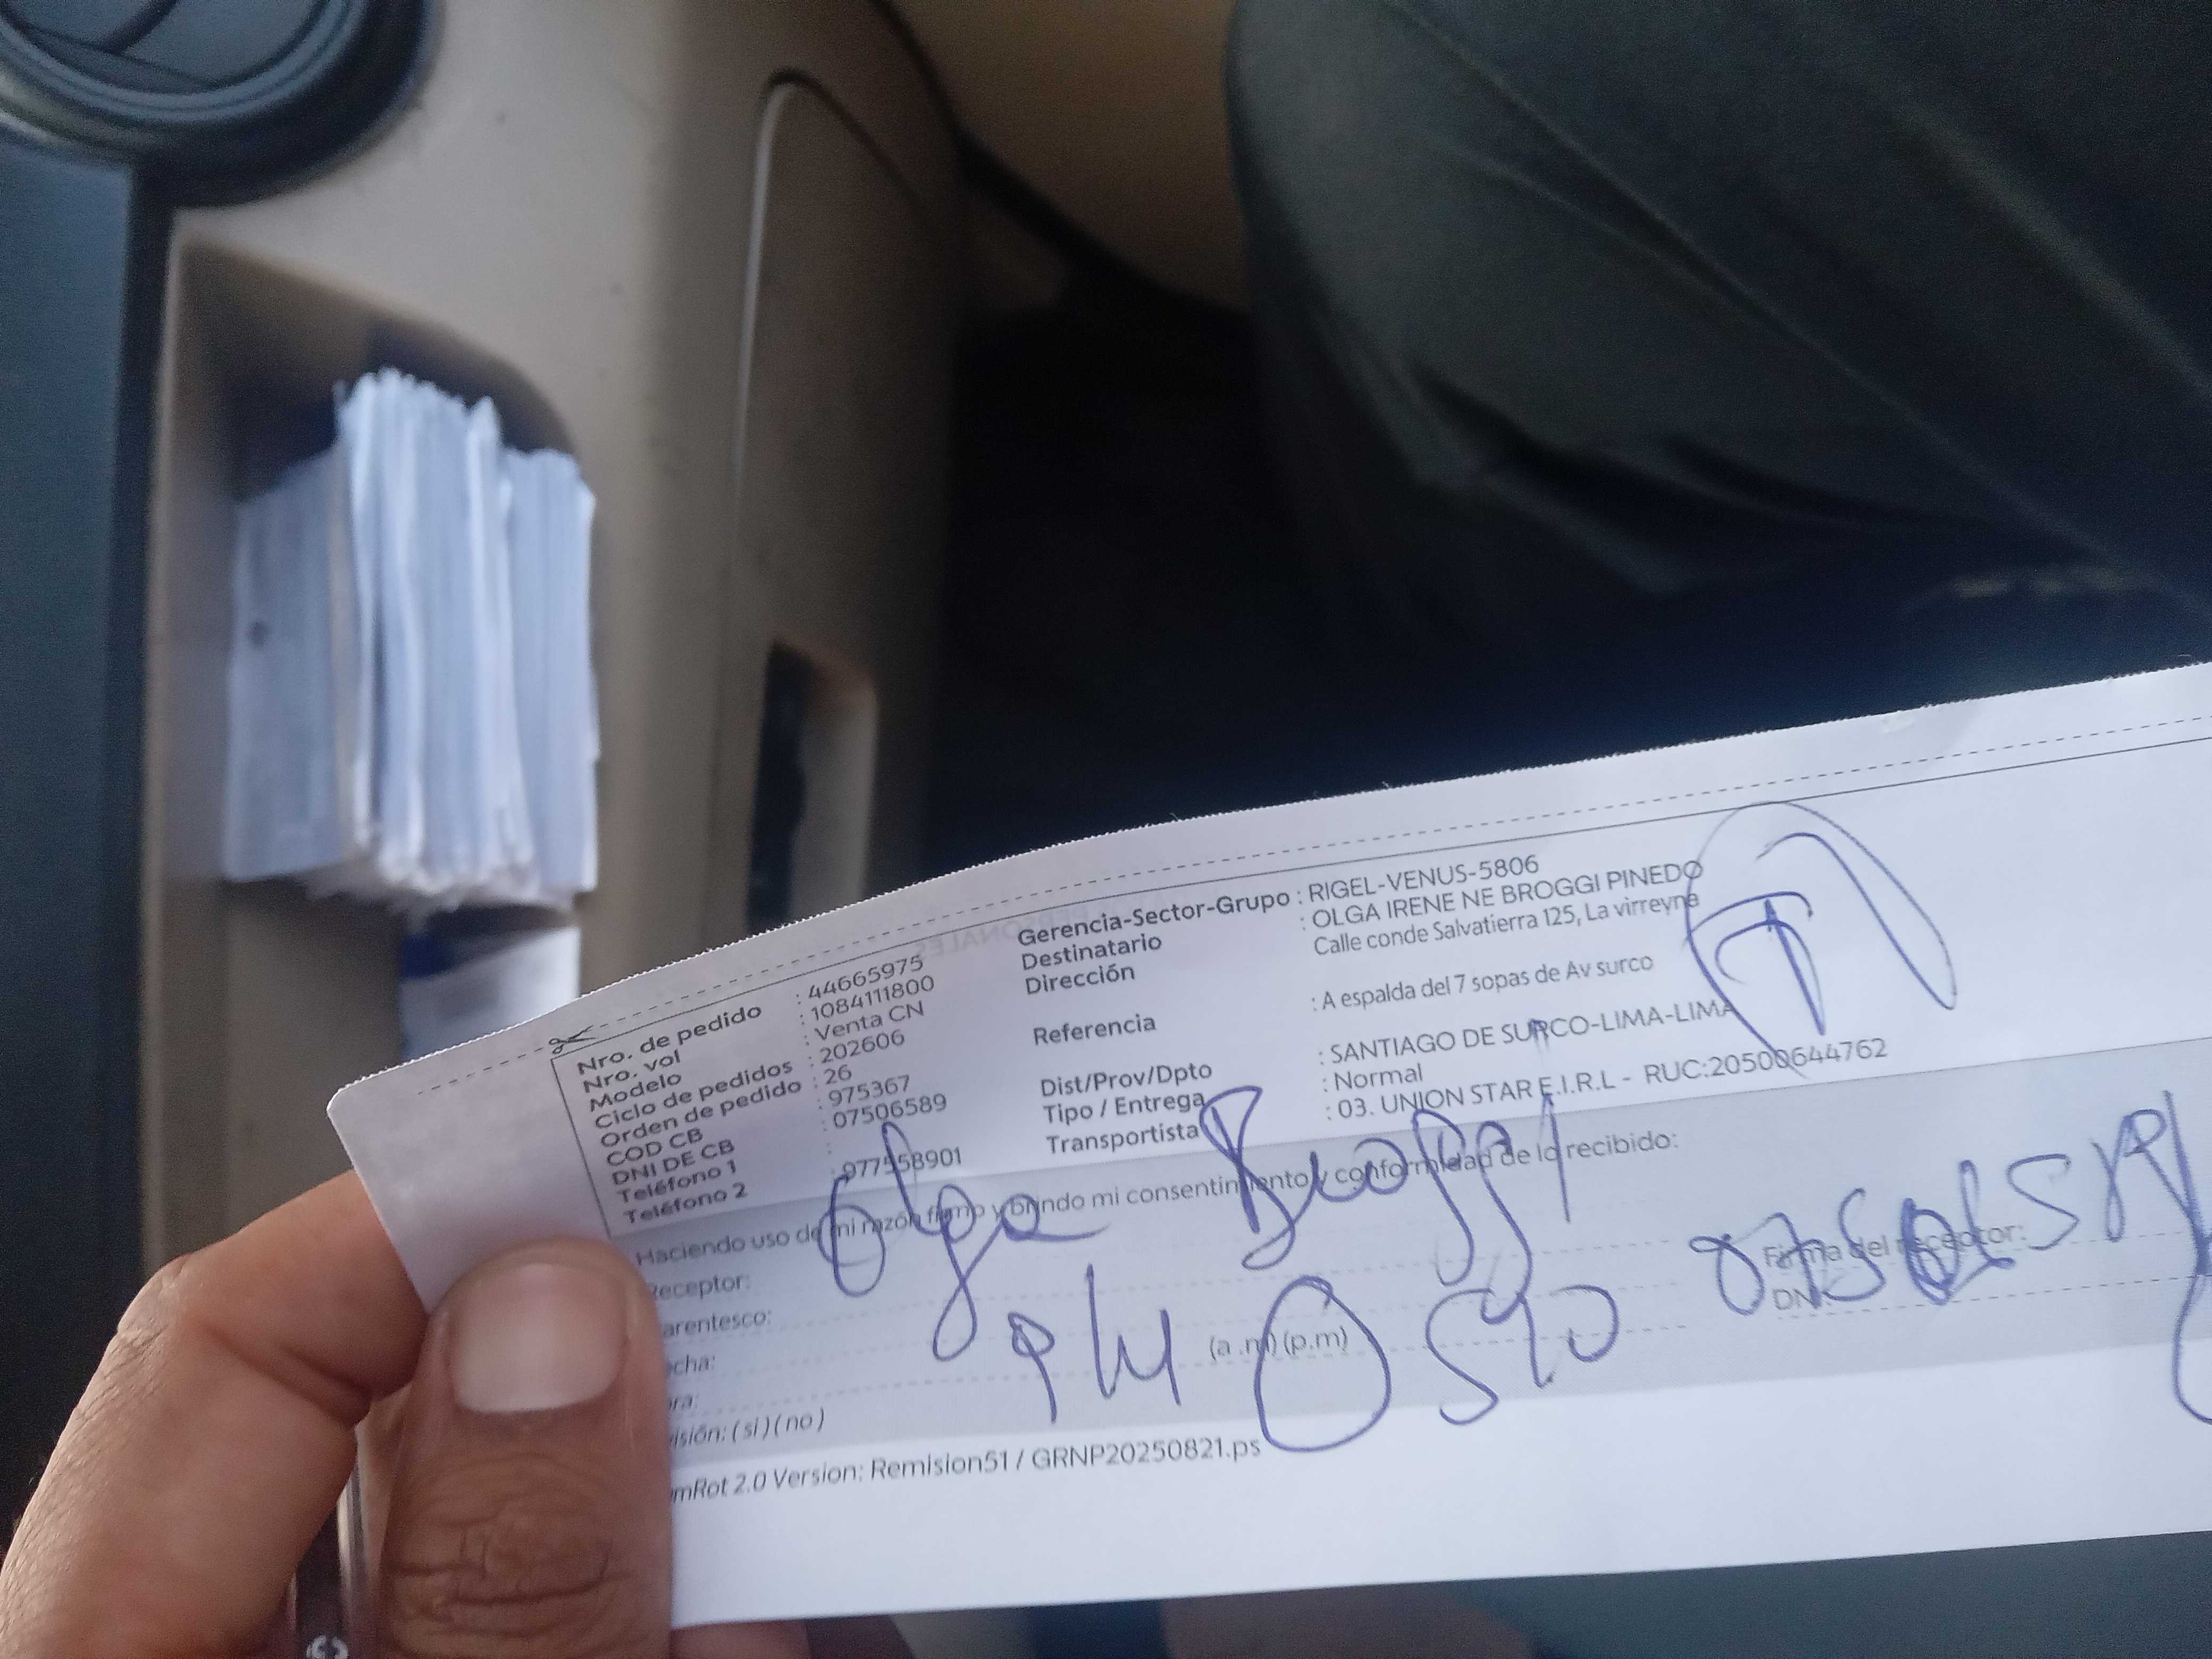 Nro. de pedido : 44665975
Nro. vol : 1084111800
Modelo : Venta CN
Ciclo de pedidos : 202606
Orden de pedido : 26
COD CB : 975367
DNI DE CB : 07506589
Teléfono 1 :
Teléfono 2 : 977558901
Gerencia-Sector-Grupo : RIGEL-VENUS-5806
Destinatario : OLGA IRENE NE BROGGI PINEDO
Dirección Calle conde Salvatierra 125, La virreyna
Referencia : A espalda del 7 sopas de Av surco
Dist/Prov/Dpto : SANTIAGO DE SURCO-LIMA-LIMA
Tipo / Entrega : Normal
Transportista : 03. UNION STAR E.I.R.L - RUC:20500644762
Haciendo uso de mi razón firmo y brindo mi consentimiento y conformidad de lo recibido:
Receptor: Olga Broggi
arentesco:
Firma del receptor:
DNI:
cha:
ra: (a .m) (p.m)
isión: ( si ) ( no )
mRot 2.0 Version: Remision51 / GRNP20250821.ps